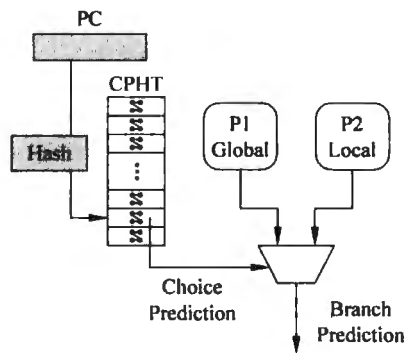 PC
CPHT
Hash
P1
Global
P2
Local
...
Choice
Prediction
Branch
Prediction